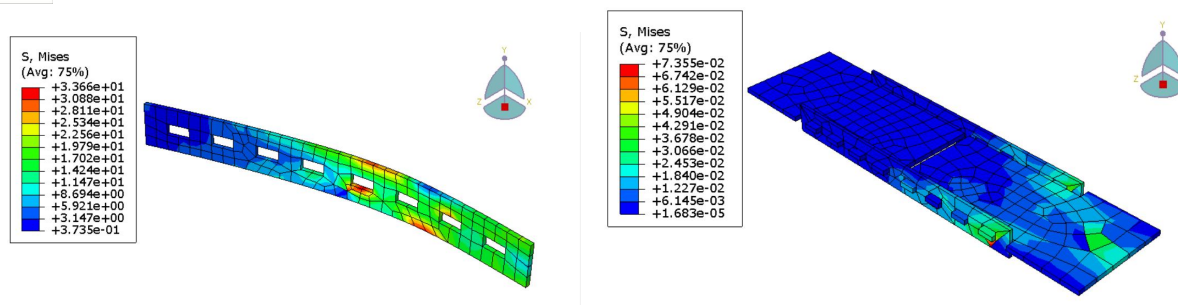 S, Mises
(Avg: 75%)
+3.366e+01
+3.088e+01
+2.811e+01
+2.534e+01
+2.256e+01
+1.979e+01
+1.702e+01
+1.424e+01
+1.147e+01
+8.694e+00
+5.921e+00
+3.147e+00
+3.735e-01
Y
Z
X
S, Mises
(Avg: 75%)
+7.355e-02
+6.742e-02
+6.129e-02
+5.517e-02
+4.904e-02
+4.291e-02
+3.678e-02
+3.066e-02
+2.453e-02
+1.840e-02
+1.227e-02
+6.145e-03
+1.683e-05
Y
Z
X